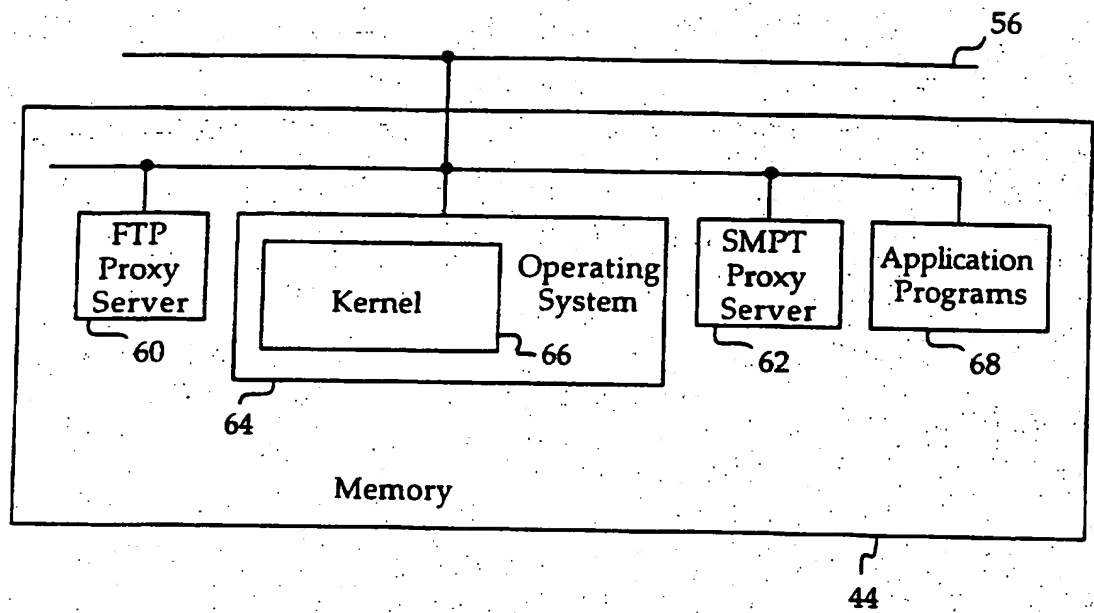 56
FTP
Proxy
Server
60
Kernel
66
Operating
System
64
SMPT
Proxy
Server
62
Application
Programs
68
Memory
44